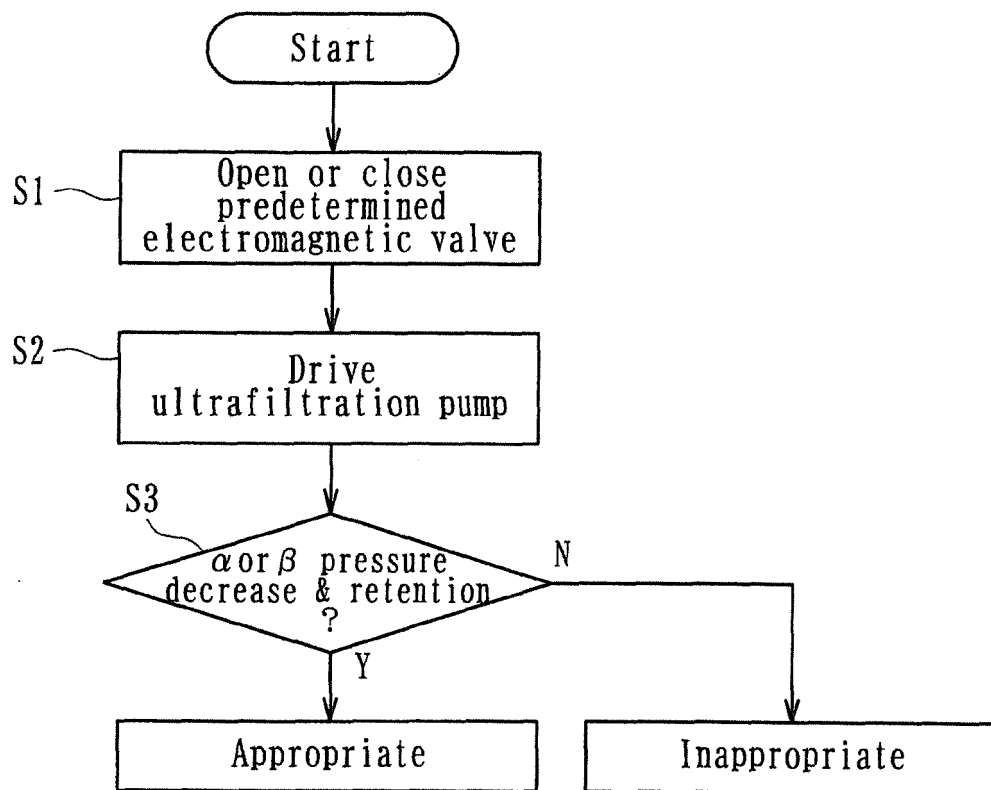 Start
S1
Open or close
predetermined
electromagnetic valve
S2
Drive
ultrafiltration pump
S3
α or β pressure
decrease & retention
?
N
Y
Appropriate
Inappropriate